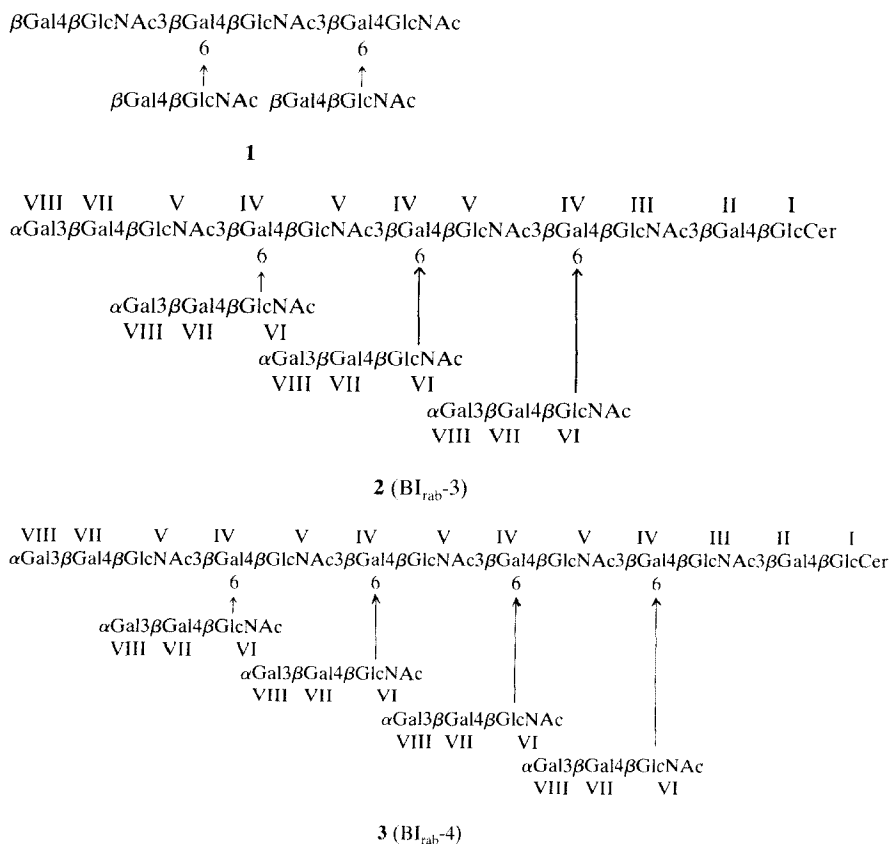 βGal4βGlcNAc3βGal4βGlcNAc3βGal4GlcNAc
6 6
↑ ↑
βGal4βGlcNAc βGal4βGlcNAc
1
VIII VII V IV V IV V IV III II I
αGal3βGal4βGlcNAc3βGal4βGlcNAc3βGal4βGlcNAc3βGal4βGlcNAc3βGal4βGlcCer
6 6 6
αGal3βGal4βGlcNAc
VIII VII VI
αGal3βGal4βGlcNAc
VIII VII VI
αGal3βGal4βGlcNAc
VIII VII VI
2 (BIrab-3)
VIII VII V IV V IV V IV V IV III II I
αGal3βGal4βGlcNAc3βGal4βGlcNAc3βGal4βGlcNAc3βGal4βGlcNAc3βGal4βGlcNAc3βGal4βGlcCer
6 6 6 6
αGal3βGal4βGlcNAc
VIII VII VI
αGal3βGal4βGlcNAc
VIII VII VI
αGal3βGal4βGlcNAc
VIII VII VI
αGal3βGal4βGlcNAc
VIII VII VI
3 (BIrab-4)